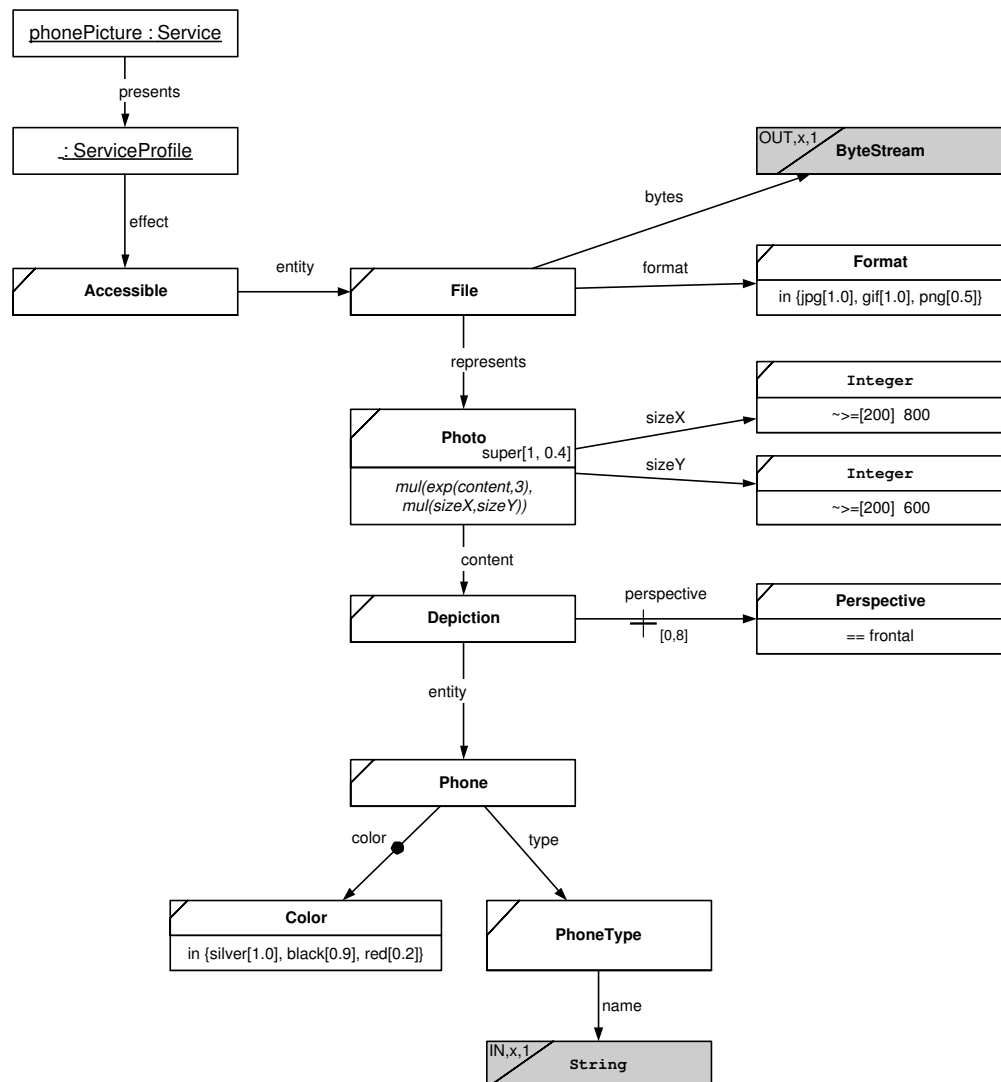 phonePicture : Service
presents
_: ServiceProfile
effect
Accessible
entity
File
bytes
OUT,x,1
ByteStream
format
Format
in {jpg[1.0], gif[1.0], png[0.5]}
represents
Photo
super[1, 0.4]
mul(exp(content,3),
mul(sizeX,sizeY))
sizeX
Integer
~>=[200] 800
sizeY
Integer
~>=[200] 600
content
Depiction
perspective
[0,8]
Perspective
== frontal
entity
Phone
color
type
Color
in {silver[1.0], black[0.9], red[0.2]}
PhoneType
name
IN,x,1
String